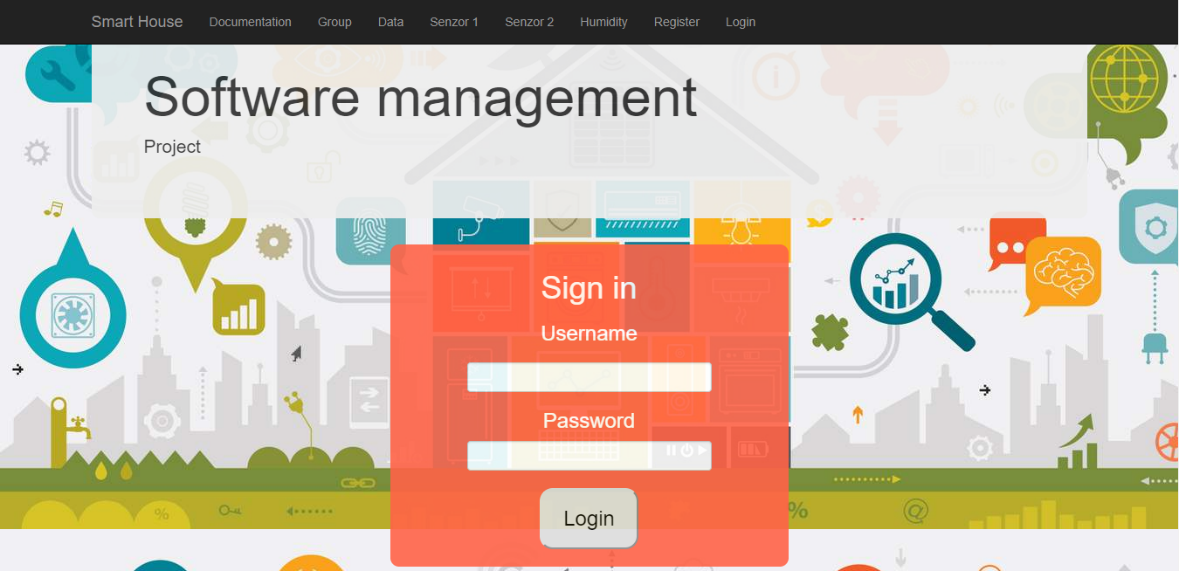 Smart House Documentation Group Data Senzor 1 Senzor 2 Humidity Register Login
Software management
Project
Sign in
Username
Password
Login